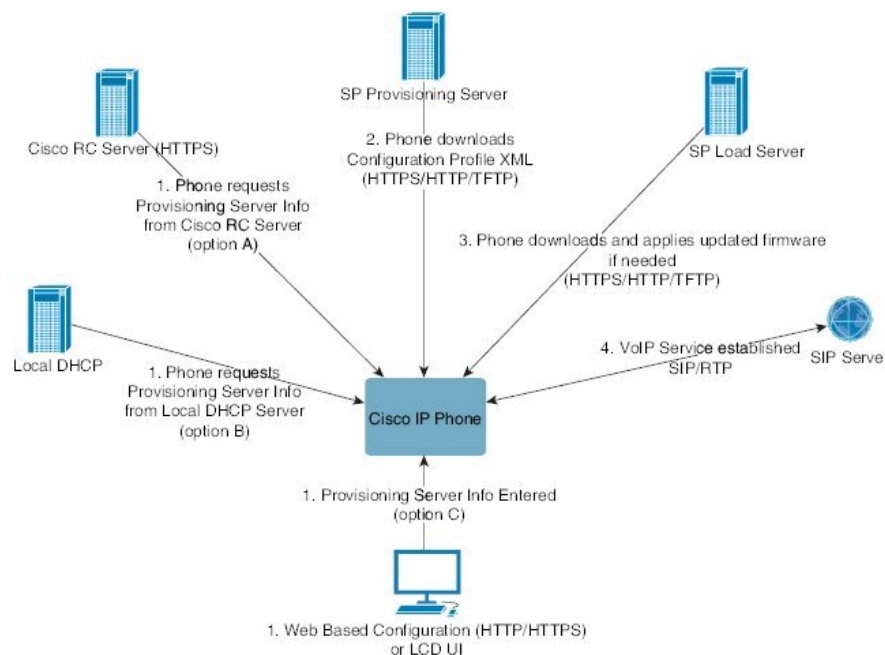 SP Provisioning Server
Cisco RC Server (HTTPS)
SP Load Server
2. Phone downloads
Configuration Profile XML
(HTTPS/HTTP/TFTP)
1. Phone requests
Provisioning Server Info
from Cisco RC Server
(option A)
3. Phone downloads and applies updated firmware
if needed
(HTTPS/HTTP/TFTP)
Local DHCP
1. Phone requests
Provisioning Server Info
from Local DHCP Server
(option B)
4. VoIP Service established
SIP/RTP
SIP Serve
Cisco IP Phone
1. Provisioning Server Info Entered
(option C)
1. Web Based Configuration (HTTP/HTTPS)
or LCD UI